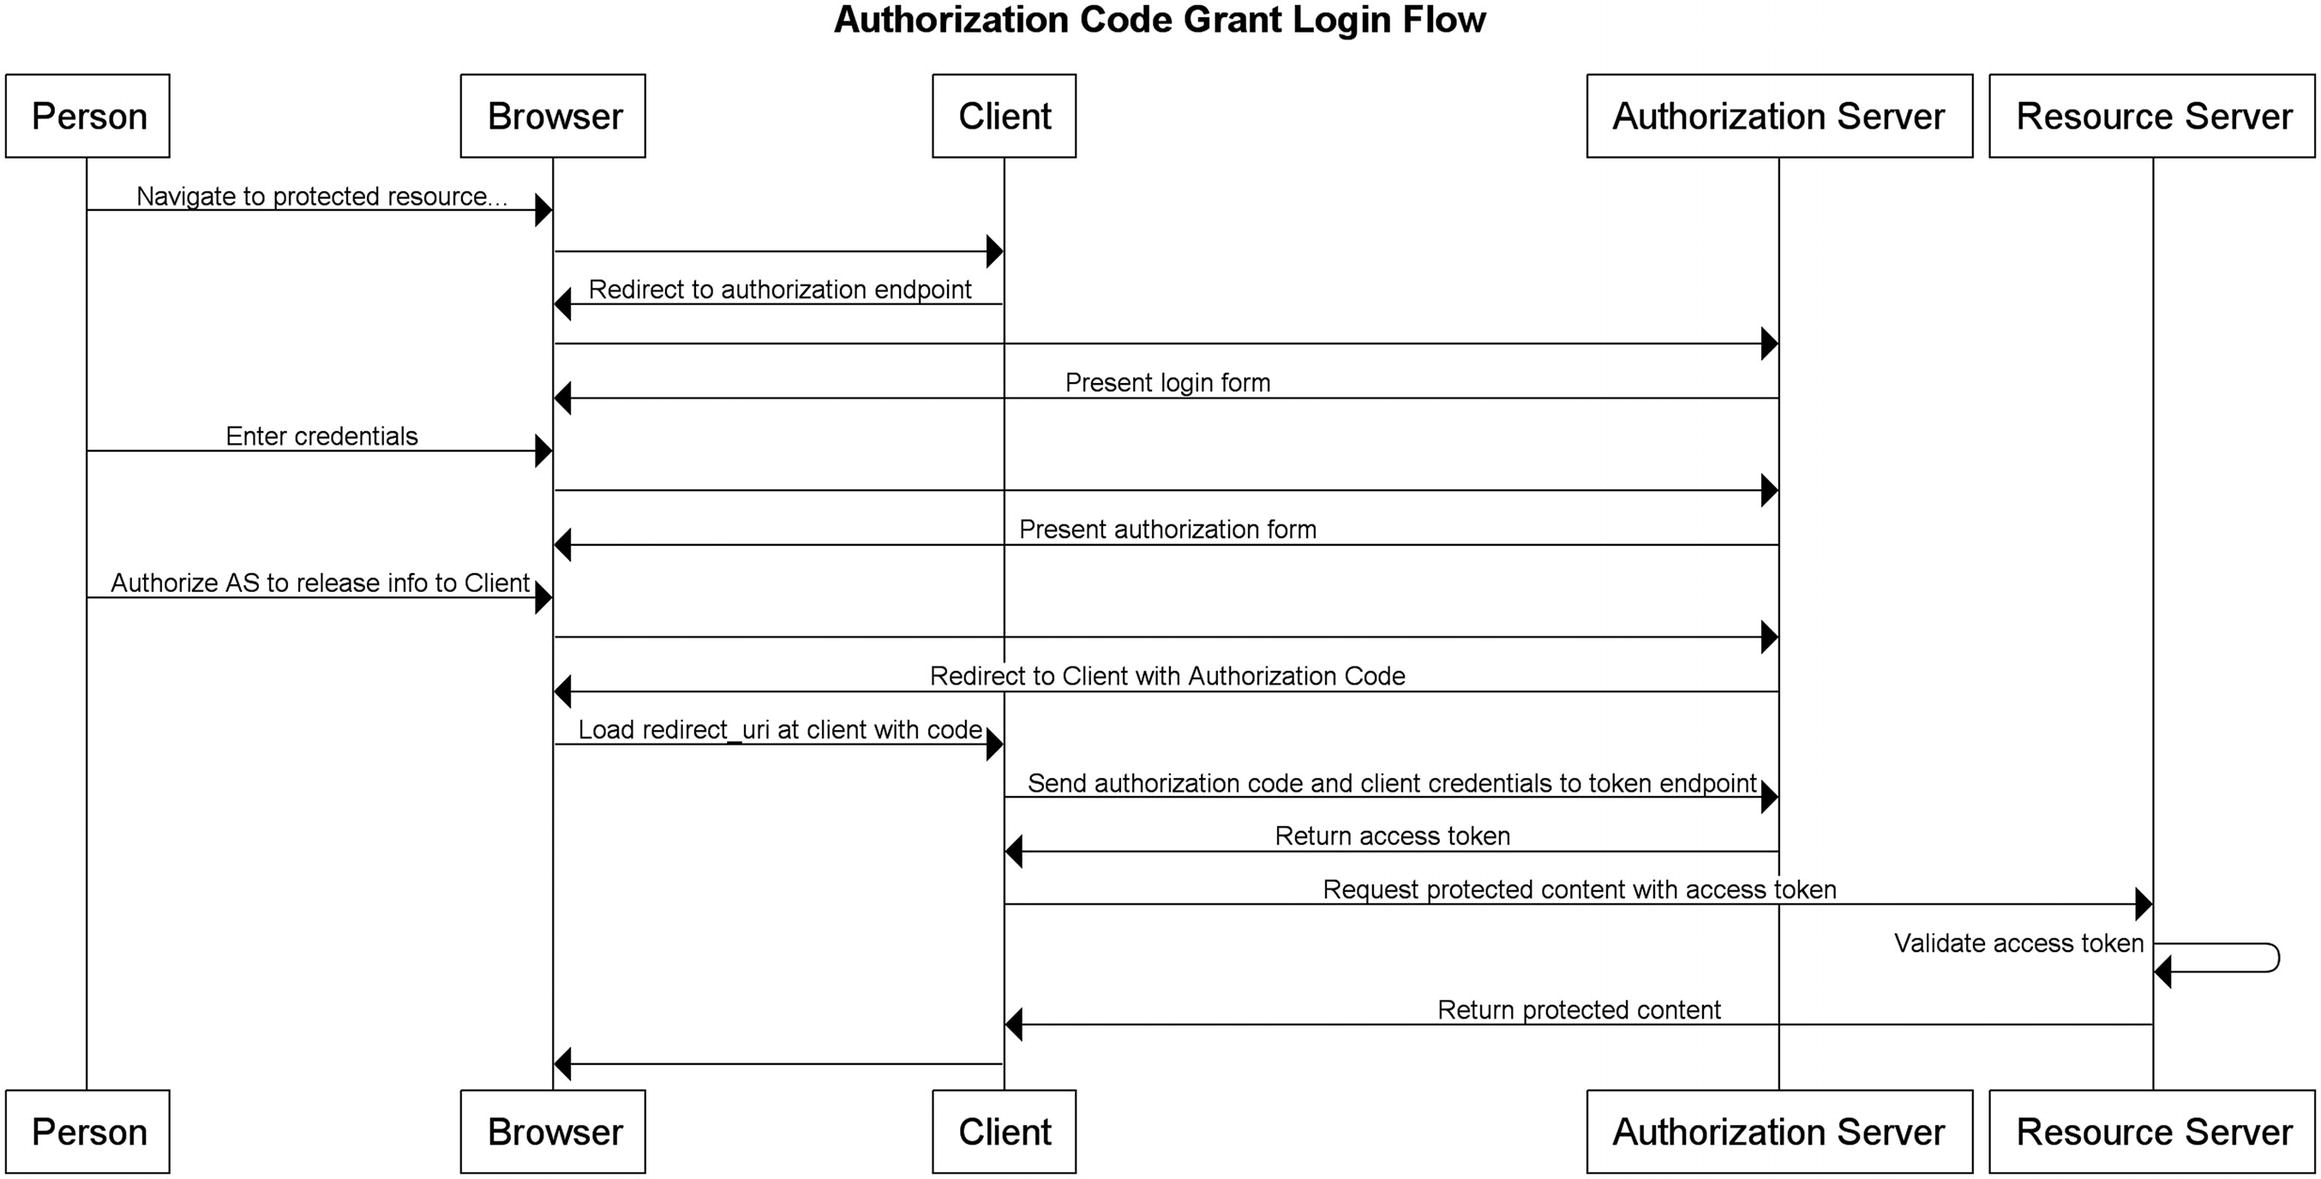 Authorization Code Grant Login Flow
Person
Browser
Client
Authorization Server
Resource Server
Navigate to protected resource...
Redirect to authorization endpoint
Present login form
Enter credentials
Present authorization form
Authorize AS to release info to Client
Redirect to Client with Authorization Code
Load redirect_uri at client with code
Send authorization code and client credentials to token endpoint
Return access token
Request protected content with access token
Validate access token
Return protected content
Person
Browser
Client
Authorization Server
Resource Server